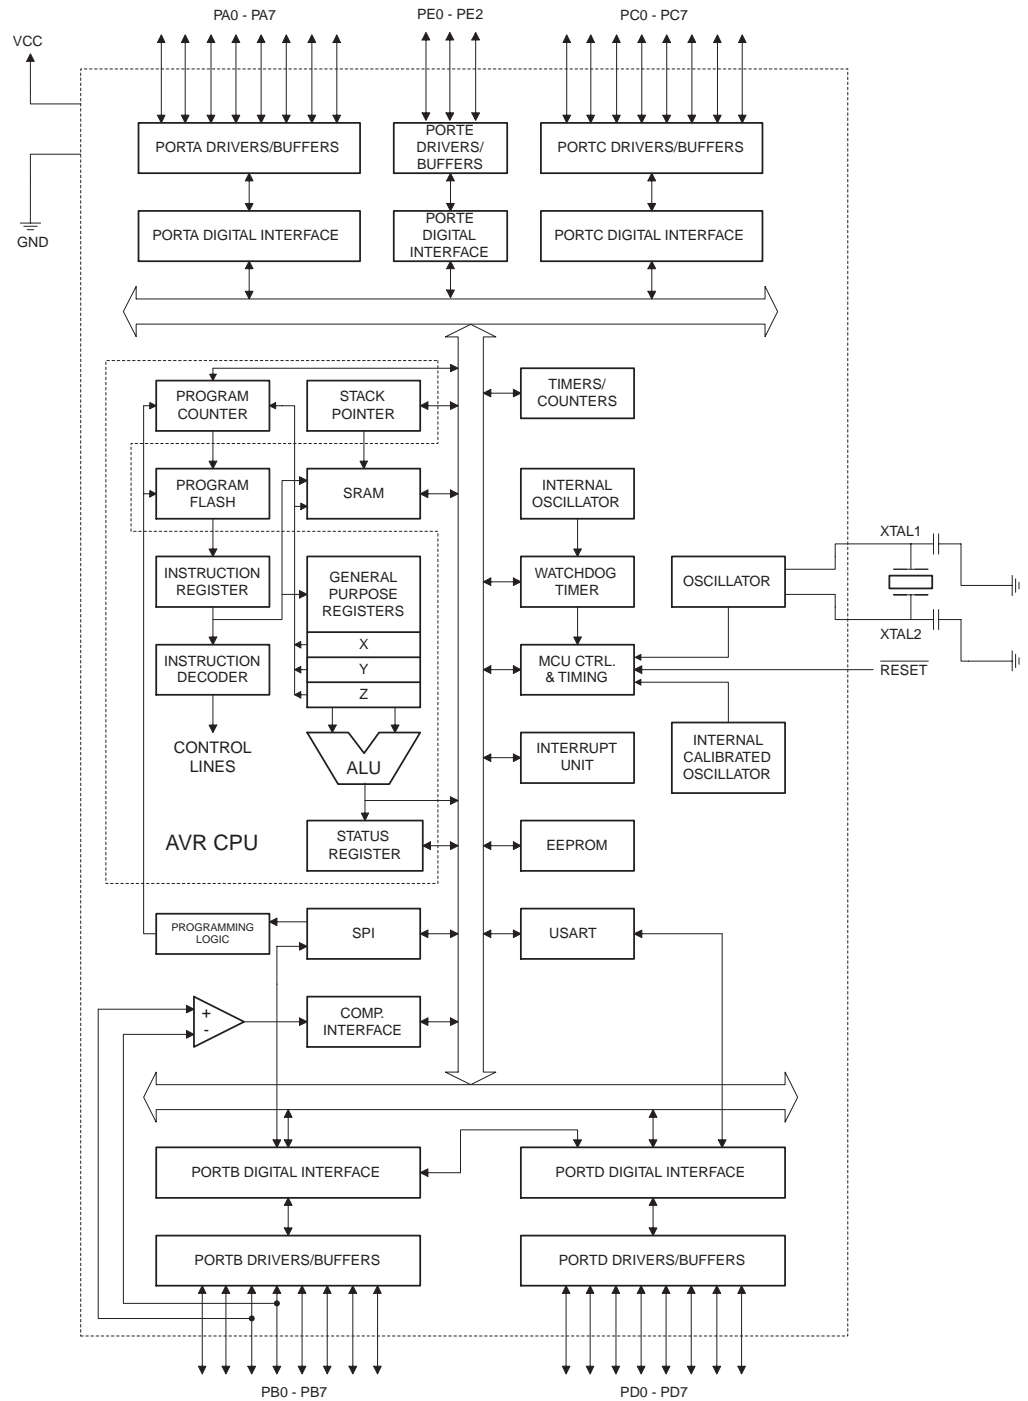 PA0 - PA7
PE0 - PE2
PC0 - PC7
VCC
PORTA DRIVERS/BUFFERS
PORTE
DRIVERS/
BUFFERS
PORTC DRIVERS/BUFFERS
GND
PORTA DIGITAL INTERFACE
PORTE
DIGITAL
INTERFACE
PORTC DIGITAL INTERFACE
PROGRAM
COUNTER
STACK
POINTER
TIMERS/
COUNTERS
PROGRAM
FLASH
SRAM
INTERNAL
OSCILLATOR
XTAL1
INSTRUCTION
REGISTER
GENERAL
PURPOSE
REGISTERS
WATCHDOG
TIMER
OSCILLATOR
XTAL2
X
Y
Z
INSTRUCTION
DECODER
MCU CTRL.
& TIMING
RESET
CONTROL
LINES
ALU
INTERRUPT
UNIT
INTERNAL
CALIBRATED
OSCILLATOR
AVR CPU
STATUS
REGISTER
EEPROM
PROGRAMMING
LOGIC
SPI
USART
+
-
COMP.
INTERFACE
PORTB DIGITAL INTERFACE
PORTD DIGITAL INTERFACE
PORTB DRIVERS/BUFFERS
PORTD DRIVERS/BUFFERS
PB0 - PB7
PD0 - PD7